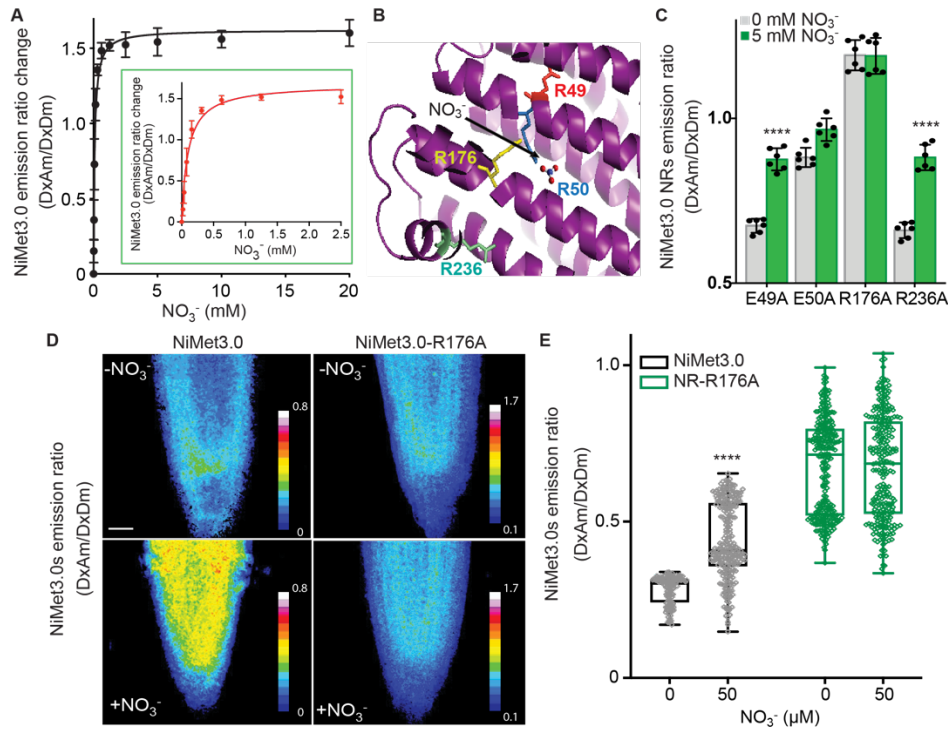 A
NiMet3.0 emission ratio change
(DxAm/DxDm)
1.5
1.0
0.5
0
0
5
10
15
20
NO₃⁻ (mM)
NiMet3.0 emission ratio change
(DxAm/DxDm)
1.5
1.0
0.5
0
0
0.5
1.0
1.5
2.0
2.5
NO₃⁻ (mM)
B
R49
NO₃⁻
R176
R50
R236
C
0 mM NO₃⁻
5 mM NO₃⁻
NiMet3.0 NRs emission ratio
(DxAm/DxDm)
1.0
0.5
****
****
E49A
E50A
R176A
R236A
D
NiMet3.0
NiMet3.0-R176A
NiMet3.0s emission ratio
(DxAm/DxDm)
-NO₃⁻
0.8
0
-NO₃⁻
1.7
0.1
0.8
0
+NO₃⁻
1.7
0.1
+NO₃⁻
E
NiMet3.0
NR-R176A
NiMet3.0s emission ratio
(DxAm/DxDm)
1.0
0.5
0
****
0
50
0
50
NO₃⁻ (µM)